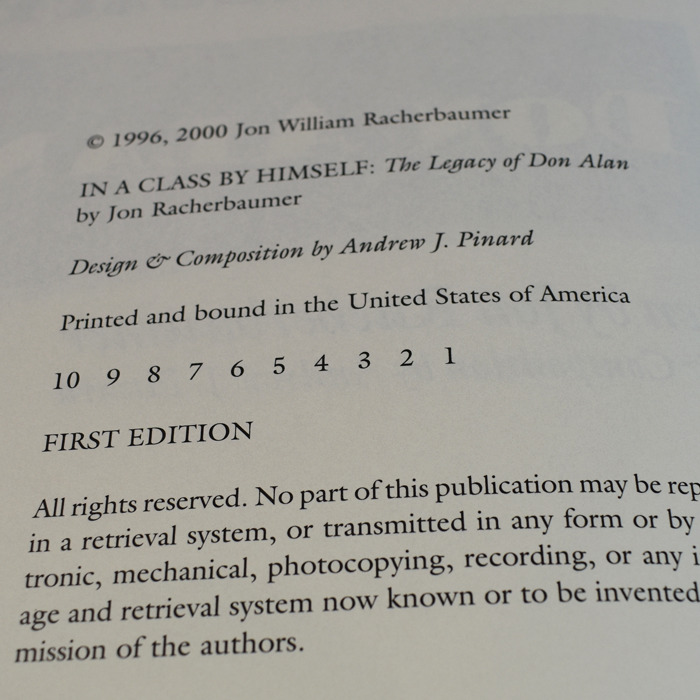 © 1996, 2000 Jon William Racherbaumer
IN A CLASS BY HIMSELF: The Legacy of Don Alan
by Jon Racherbaumer
Design & Composition by Andrew J. Pinard
Printed and bound in the United States of America
10 9 8 7 6 5 4 3 2 1
FIRST EDITION
All rights reserved. No part of this publication may be rep
in a retrieval system, or transmitted in any form or by
tronic, mechanical, photocopying, recording, or any i
age and retrieval system now known or to be invented
mission of the authors.